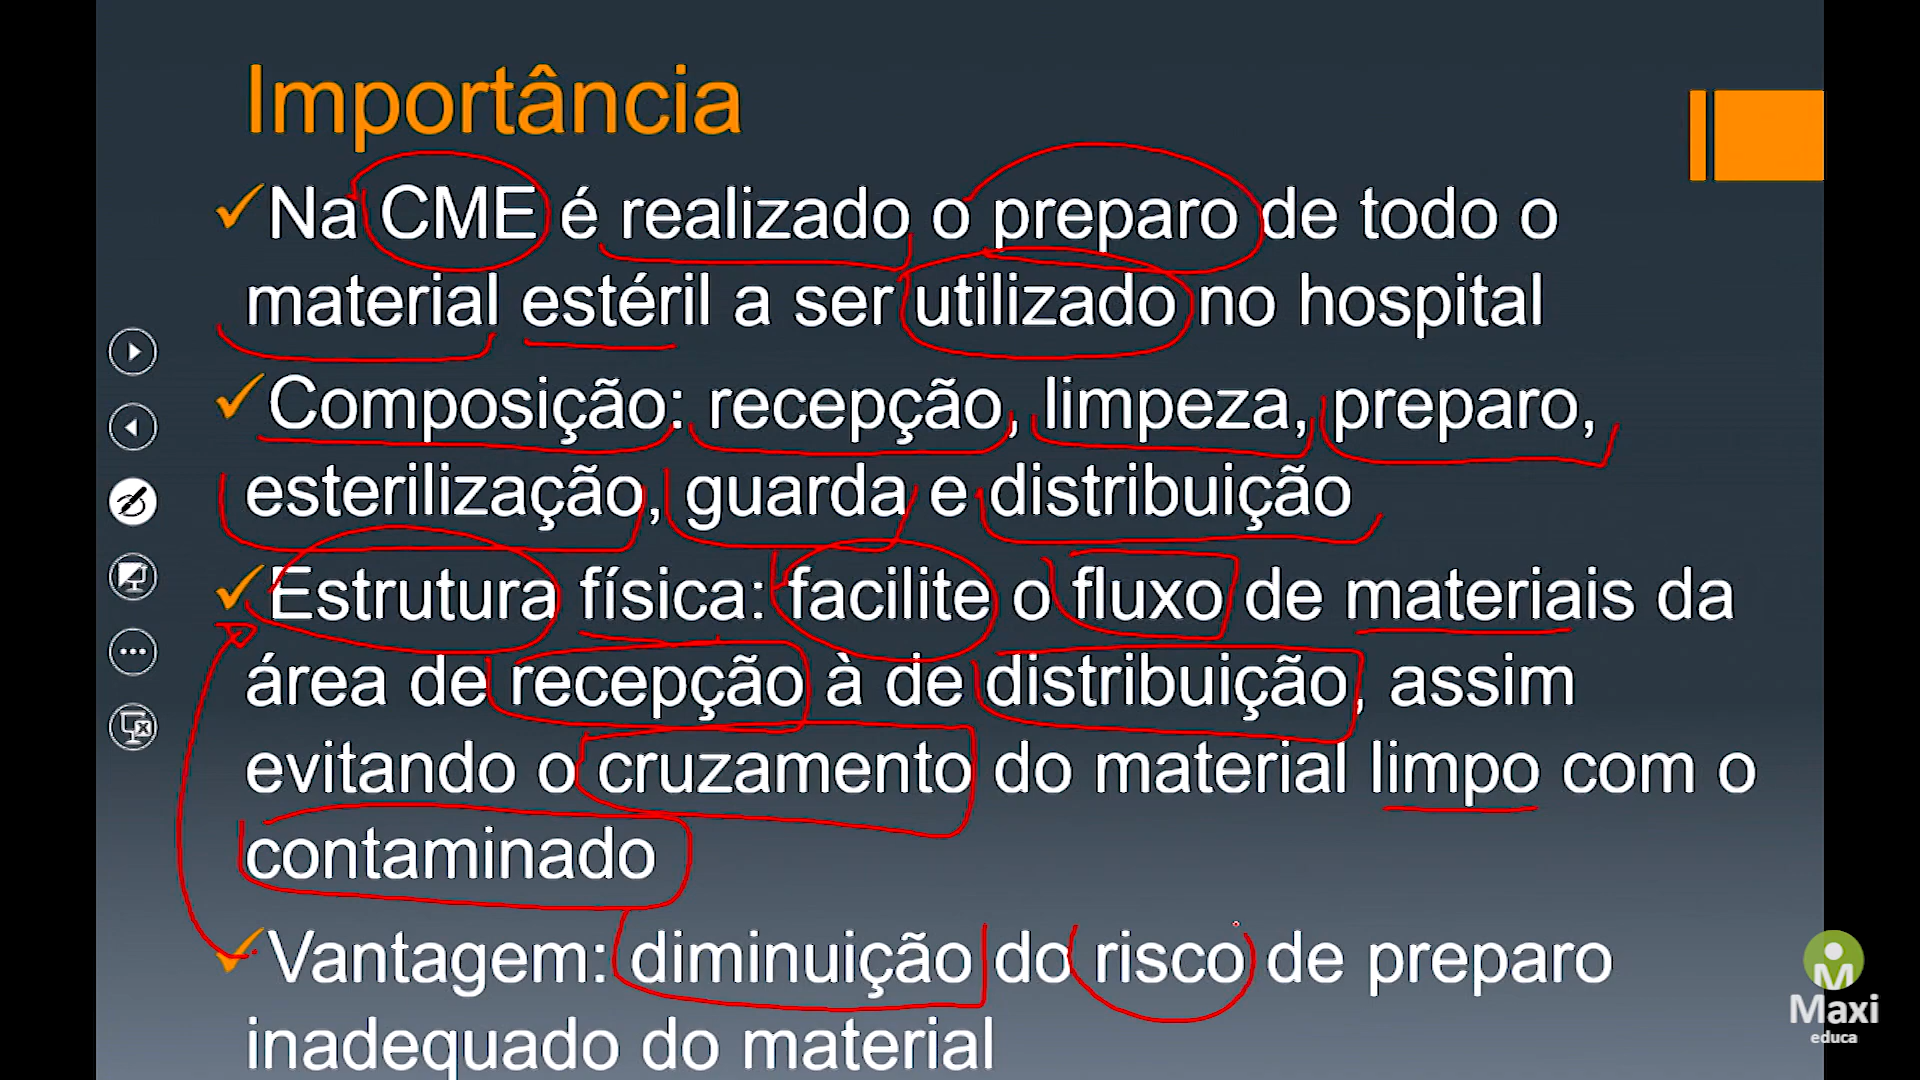 Importância
Na CME é realizado o preparo de todo o
material estéril a ser utilizado no hospital
Composição: recepção, limpeza, preparo,
esterilização, guarda e distribuição
Estrutura física: facilite o fluxo de materiais da
área de recepção à de distribuição, assim
evitando o cruzamento do material limpo com o
contaminado
Vantagem: diminuição do risco de preparo
inadequado do material
Maxi
educa